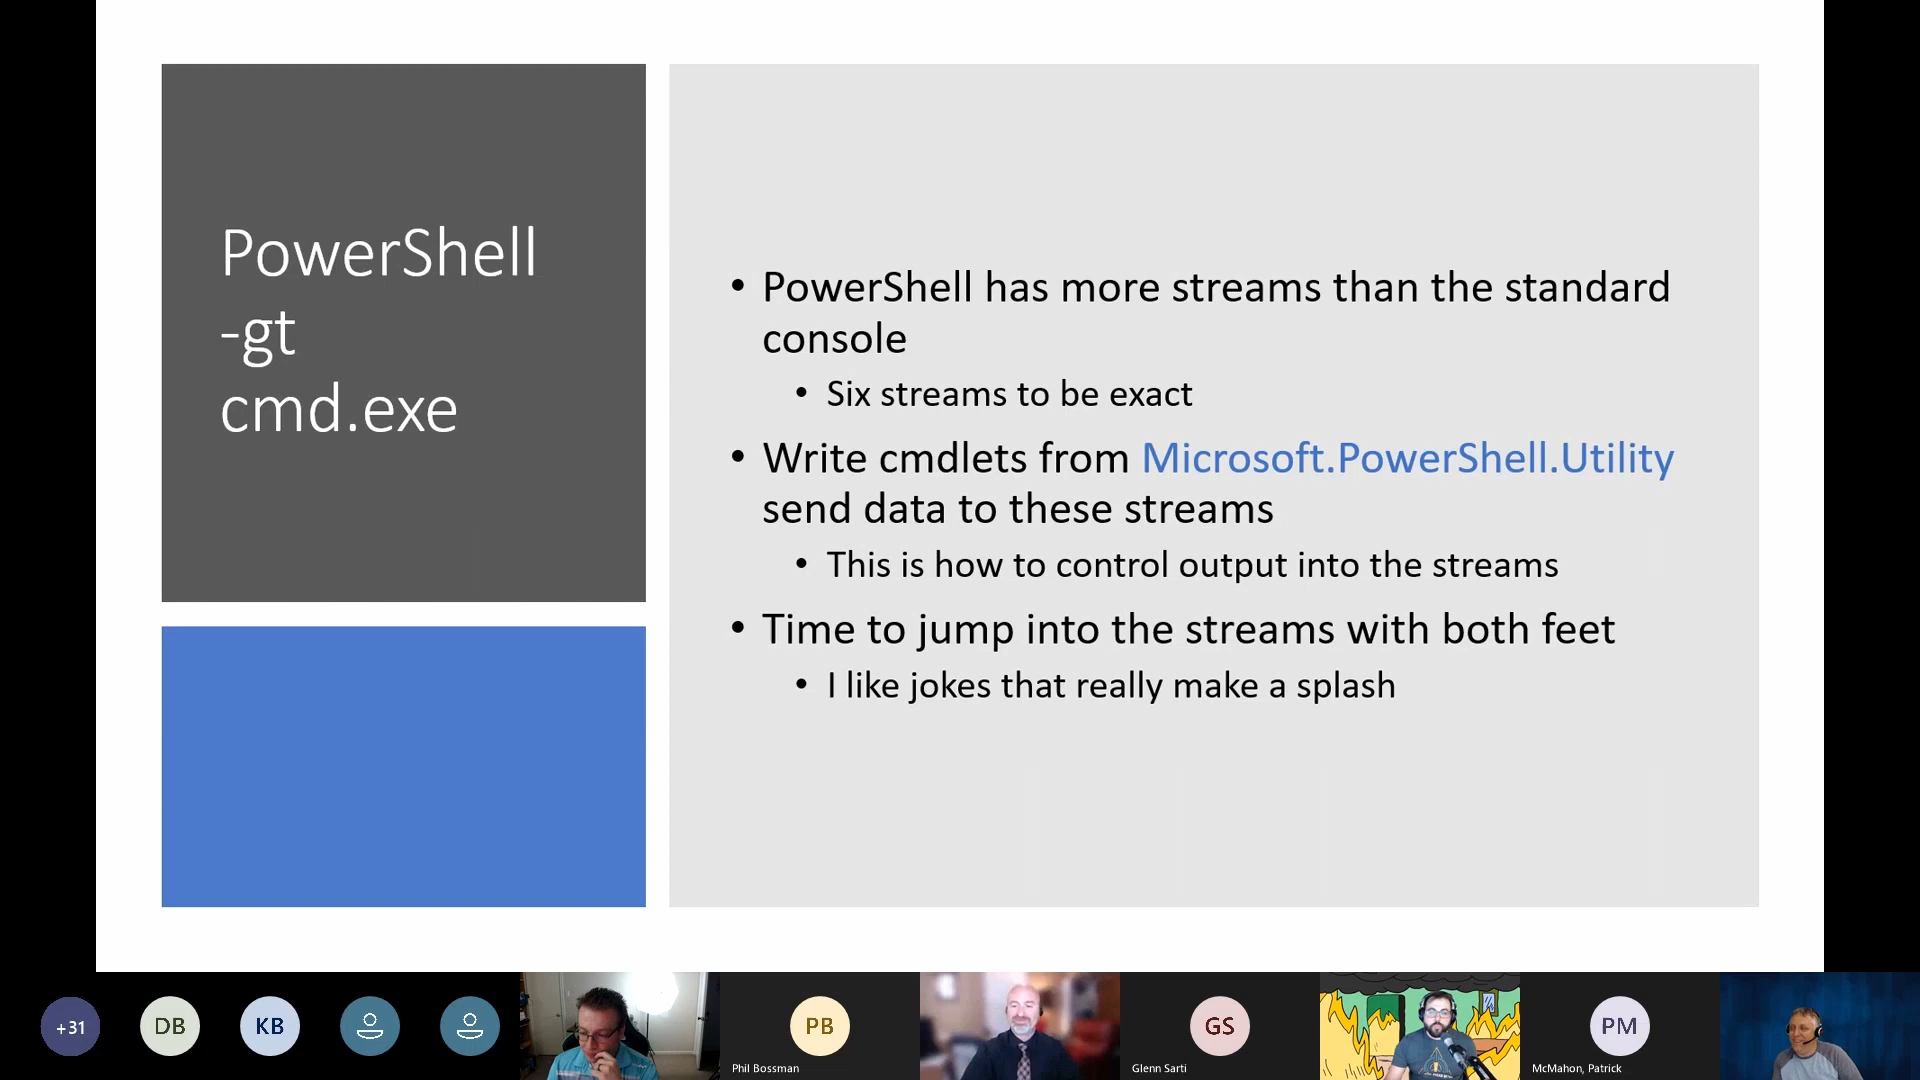 PowerShell
-gt
cmd.exe
• PowerShell has more streams than the standard
console
• Six streams to be exact
• Write cmdlets from Microsoft.PowerShell.Utility
send data to these streams
• This is how to control output into the streams
• Time to jump into the streams with both feet
• I like jokes that really make a splash
+31
DB
KB
PB
Phil Bossman
GS
Glenn Sarti
PM
McMahon, Patrick